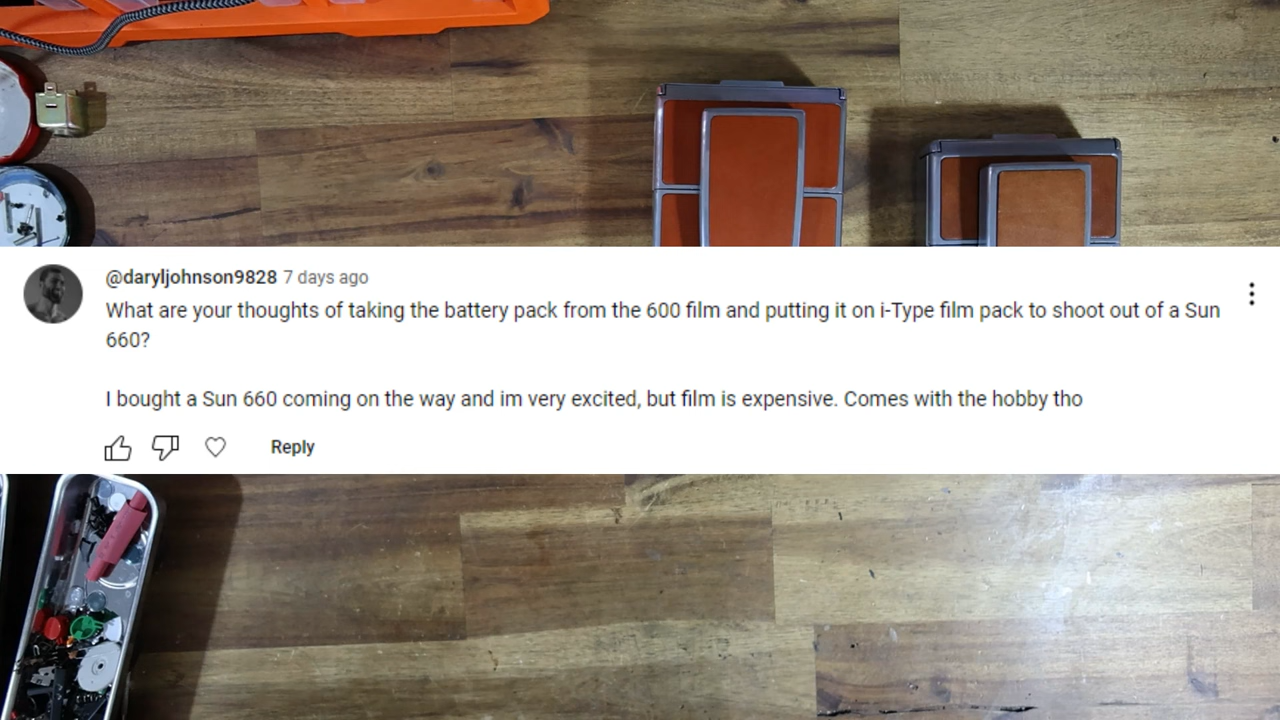 @daryljohnson9828 7 days ago
What are your thoughts of taking the battery pack from the 600 film and putting it on i-Type film pack to shoot out of a Sun
660?
I bought a Sun 660 coming on the way and im very excited, but film is expensive. Comes with the hobby tho
Reply